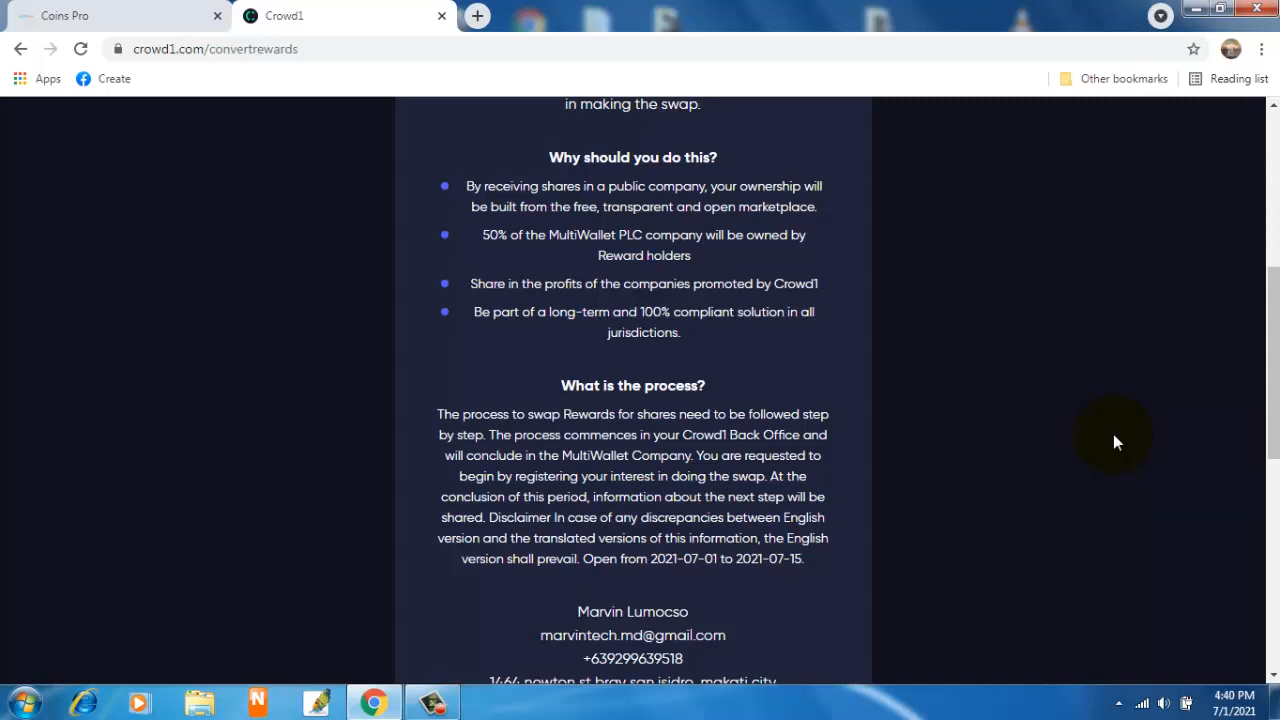 Coins Pro
Crowd1
crowd1.com/convertrewards
Apps
Create
Other bookmarks
Reading list
in making the swap.
Why should you do this?
By receiving shares in a public company, your ownership will
be built from the free, transparent and open marketplace.
50% of the MultiWallet PLC company will be owned by
Reward holders
Share in the profits of the companies promoted by Crowd1
Be part of a long-term and 100% compliant solution in all
jurisdictions.
What is the process?
The process to swap Rewards for shares need to be followed step
by step. The process commences in your Crowd1 Back Office and
will conclude in the MultiWallet Company. You are requested to
begin by registering your interest in doing the swap. At the
conclusion of this period, information about the next step will be
shared. Disclaimer In case of any discrepancies between English
version and the translated versions of this information, the English
version shall prevail. Open from 2021-07-01 to 2021-07-15.
Marvin Lumocso
marvintech.md@gmail.com
+639299639518
1464 newton st brgy san isidro, makati city
4:40 PM
7/1/2021